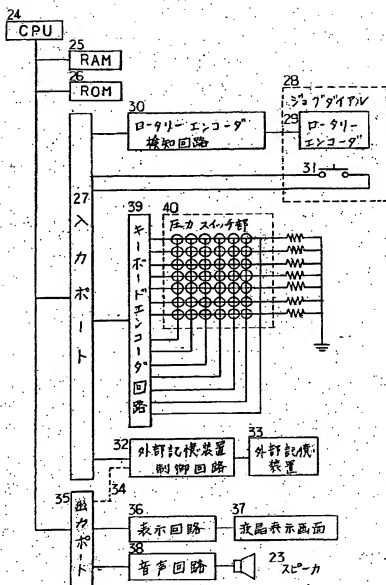 24
CPU
25
RAM
26
ROM
27
入力ポート
28
ジョグダイアル
29
ロータリー
エンコーダ
30
ロータリーエンコーダ
検知回路
31
39
キーボードエンコーダ回路
40
圧力スイッチ部
32
外部記憶装置
制御回路
33
外部記憶
装置
34
35
出力ポート
36
表示回路
37
液晶表示画面
38
音声回路
23
スピーカ